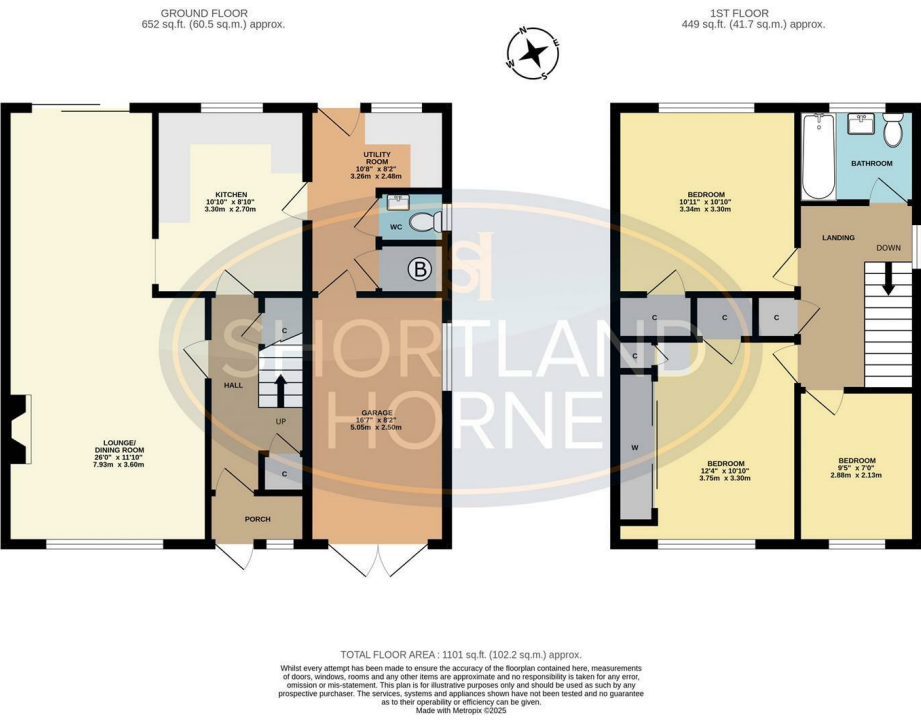 GROUND FLOOR
652 sq.ft. (60.5 sq.m.) approx.
1ST FLOOR
449 sq.ft. (41.7 sq.m.) approx.
N
E
S
W
UTILITY
ROOM
10'8" x 8'2"
3.26m x 2.48m
KITCHEN
10'10" x 8'10"
3.30m x 2.70m
WC
B
C
HALL
UP
C
LOUNGE/
DINING ROOM
26'0" x 11'10"
7.93m x 3.60m
GARAGE
16'7" x 8'2"
5.05m x 2.50m
PORCH
BEDROOM
10'11" x 10'10"
3.34m x 3.30m
BATHROOM
LANDING
DOWN
C
C
C
C
W
BEDROOM
12'4" x 10'10"
3.75m x 3.30m
BEDROOM
9'5" x 7'0"
2.88m x 2.13m
SHORTLAND
HORNE
TOTAL FLOOR AREA : 1101 sq.ft. (102.2 sq.m.) approx.
Whilst every attempt has been made to ensure the accuracy of the floorplan contained here, measurements
of doors, windows, rooms and any other items are approximate and no responsibility is taken for any error,
omission or mis-statement. This plan is for illustrative purposes only and should be used as such by any
prospective purchaser. The services, systems and appliances shown have not been tested and no guarantee
as to their operability or efficiency can be given.
Made with Metropix ©2025